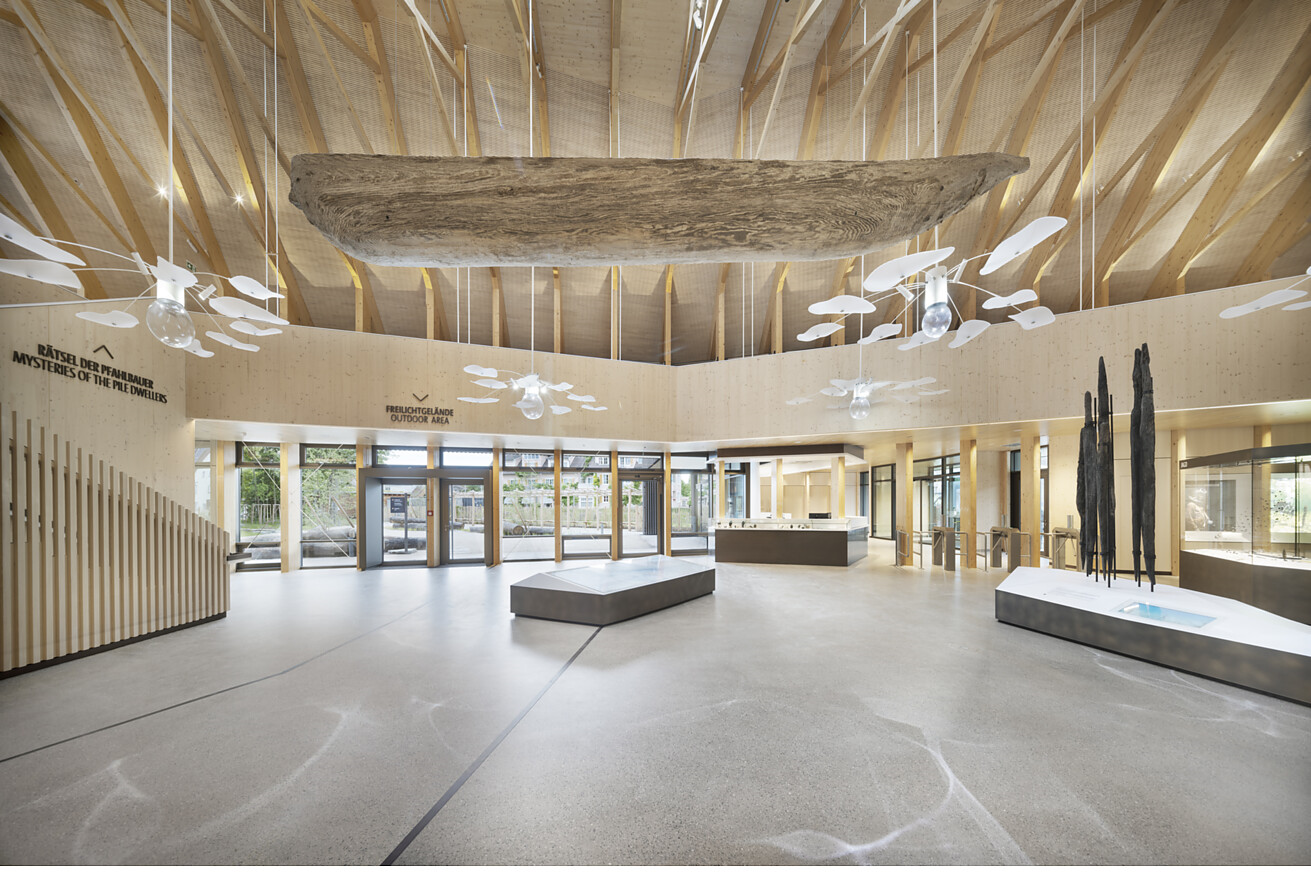 RÄTSEL DER PFAHLBAUER
MYSTERIES OF THE PILE DWELLERS
FREILICHTGELÄNDE
OUTDOOR AREA